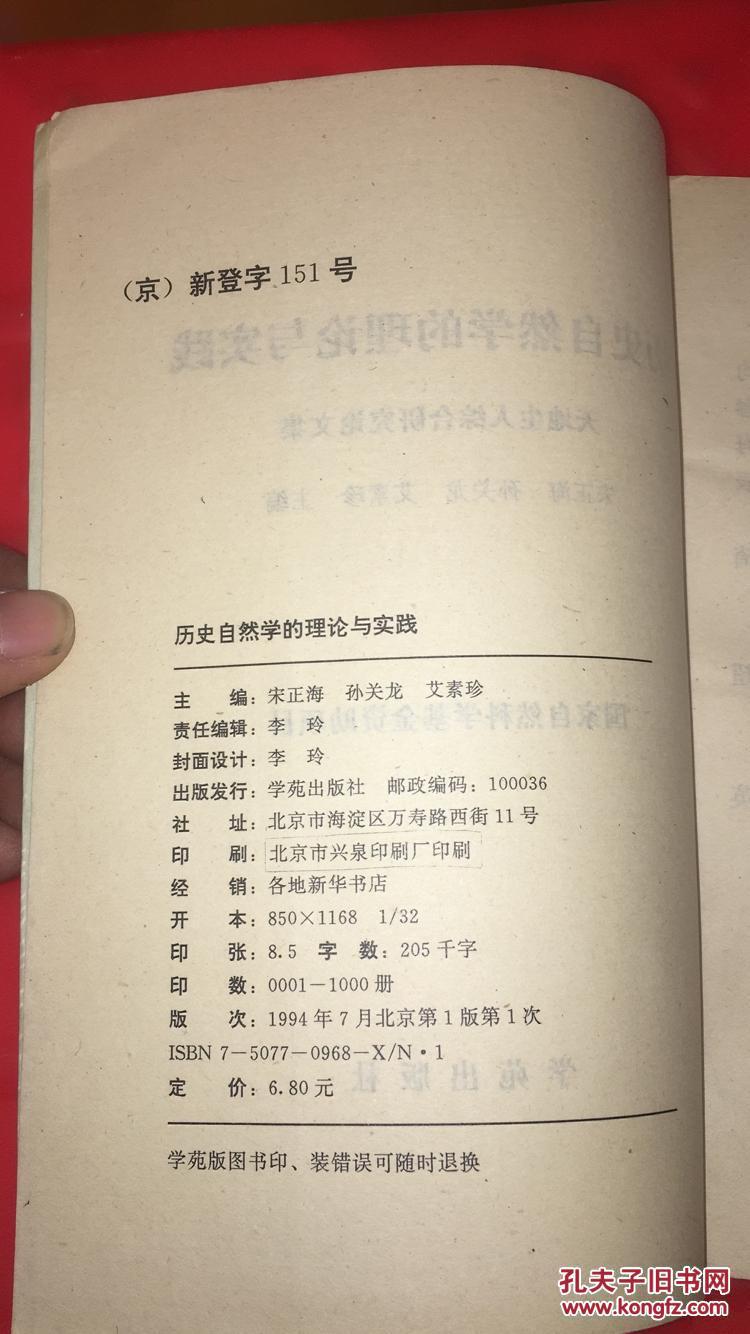 （京）新登字151号
历史自然学的理论与实践
主　编：宋正海　孙关龙　艾素珍
责任编辑：李　玲
封面设计：李　玲
出版发行：学苑出版社　邮政编码：100036
社　址：北京市海淀区万寿路西街11号
印　刷：北京市兴泉印刷厂印刷
经　销：各地新华书店
开　本：850×1168　1/32
印　张：8.5　字　数：205千字
印　数：0001－1000册
版　次：1994年7月北京第1版第1次
ISBN 7－5077－0968－X/N·1
定　价：6.80元
学苑版图书印、装错误可随时退换
孔夫子旧书网
www.kongfz.com